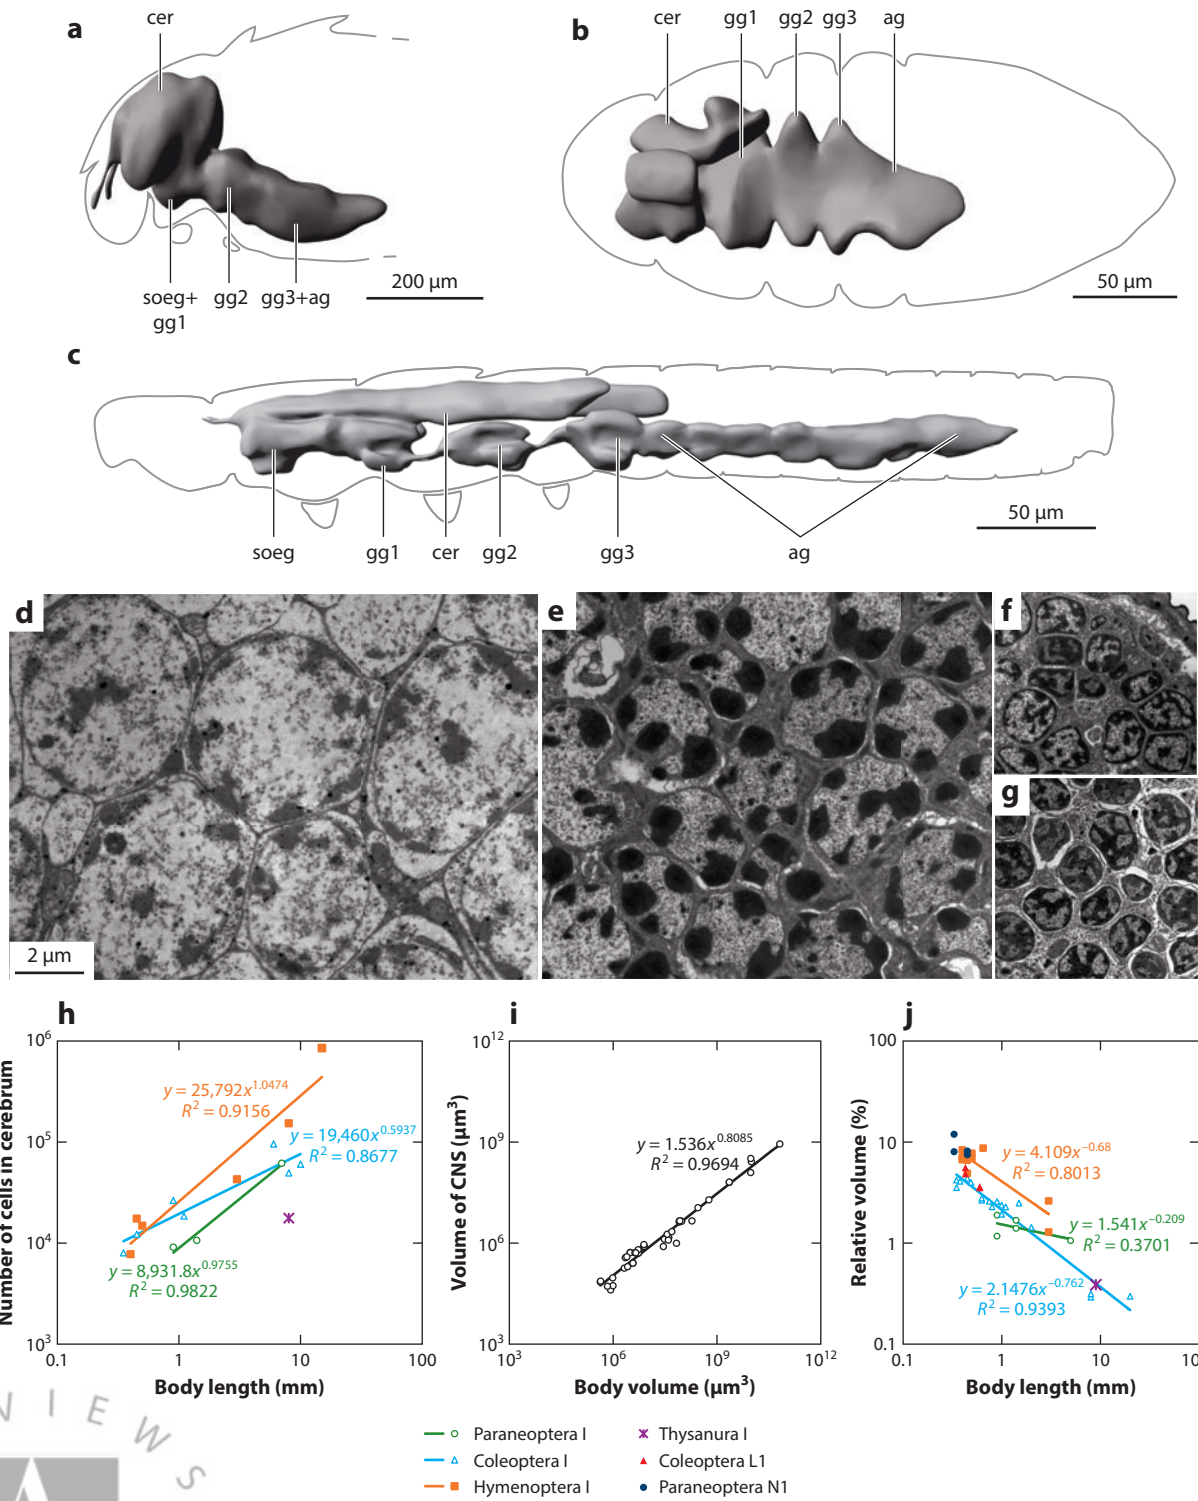 a
cer
soeg+
gg1
gg2
gg3+ag
200 μm
b
cer
gg1
gg2
gg3
ag
50 μm
c
soeg
gg1
cer
gg2
gg3
ag
50 μm
d
2 μm
e
f
g
h
Number of cells in cerebrum
10⁶
10⁵
10⁴
10³
0.1
1
10
100
Body length (mm)
y = 25,792x^1.0474
R² = 0.9156
y = 19,460x^0.5937
R² = 0.8677
y = 8,931.8x^0.9755
R² = 0.9822
i
Volume of CNS (μm³)
10¹²
10⁹
10⁶
10³
10³
10⁶
10⁹
10¹²
Body volume (μm³)
y = 1.536x^0.8085
R² = 0.9694
j
Relative volume (%)
100
10
1
0.1
0.1
1
10
Body length (mm)
y = 4.109x^−0.68
R² = 0.8013
y = 1.541x^−0.209
R² = 0.3701
y = 2.1476x^−0.762
R² = 0.9393
Paraneoptera I
Coleoptera I
Hymenoptera I
Thysanura I
Coleoptera L1
Paraneoptera N1
VIEWS